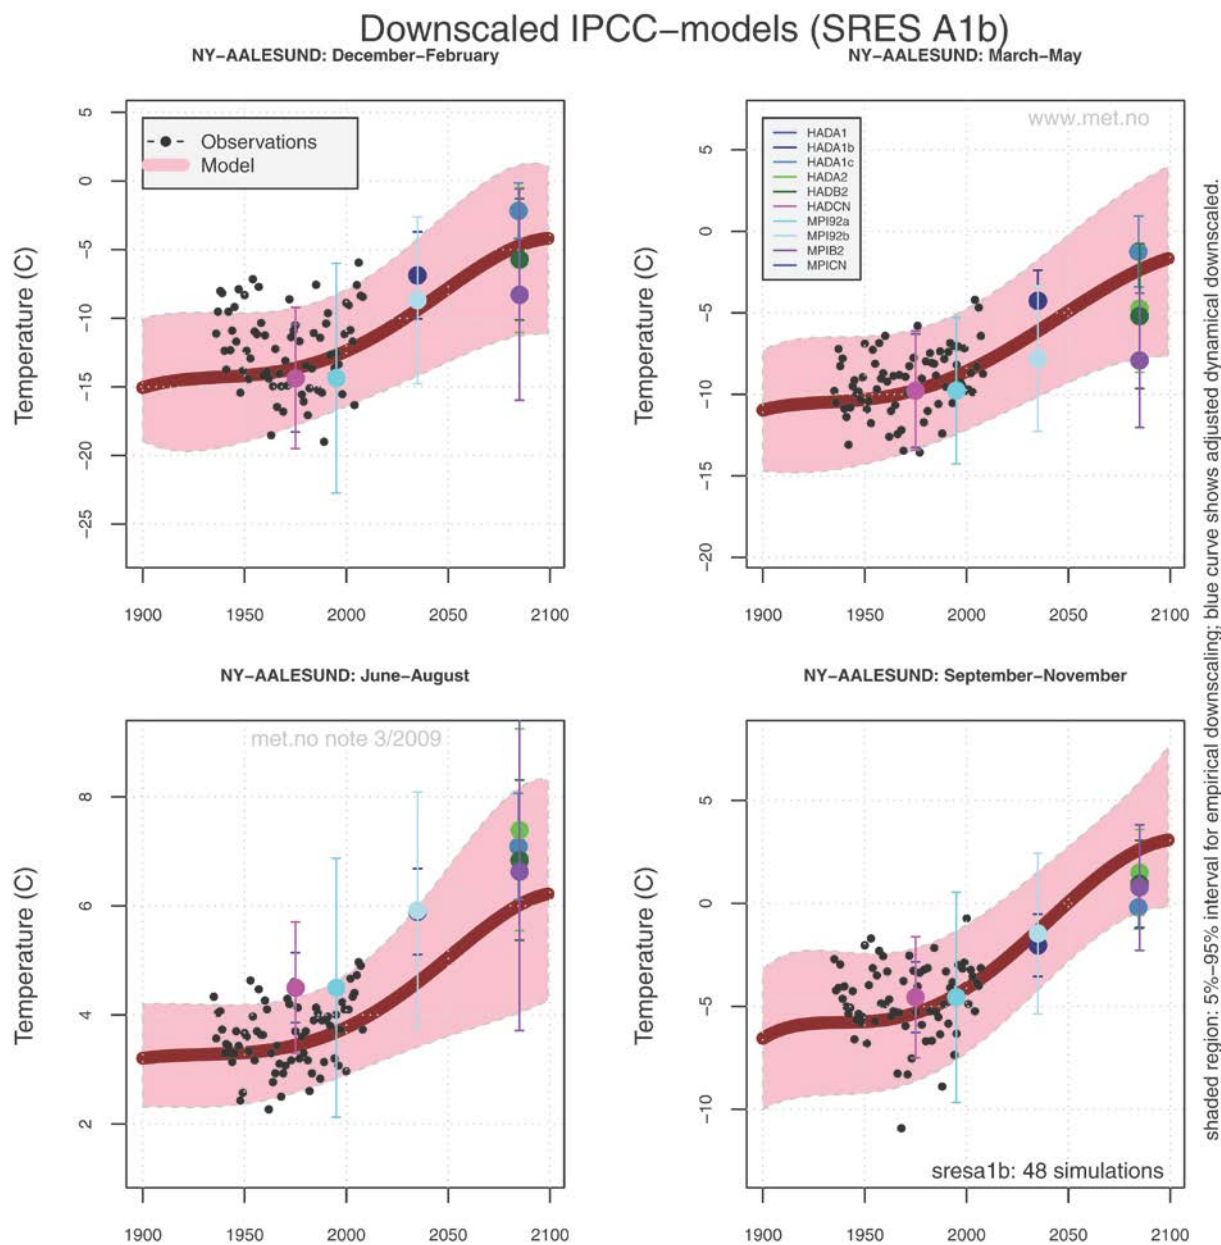 Downscaled IPCC−models (SRES A1b)
NY−AALESUND: December−February
5
0
−5
−10
−15
−20
−25
Temperature (C)
Observations
Model
1900 1950 2000 2050 2100
NY−AALESUND: March−May
www.met.no
5
0
−5
−10
−15
−20
Temperature (C)
HADA1
HADA1b
HADA1c
HADA2
HADB2
HADCN
MPI92a
MPI92b
MPIB2
MPICN
1900 1950 2000 2050 2100
NY−AALESUND: June−August
met.no note 3/2009
8
6
4
2
Temperature (C)
1900 1950 2000 2050 2100
NY−AALESUND: September−November
5
0
−5
−10
Temperature (C)
sresa1b: 48 simulations
1900 1950 2000 2050 2100
shaded region: 5%−95% interval for empirical downscaling; blue curve shows adjusted dynamical downscaled.